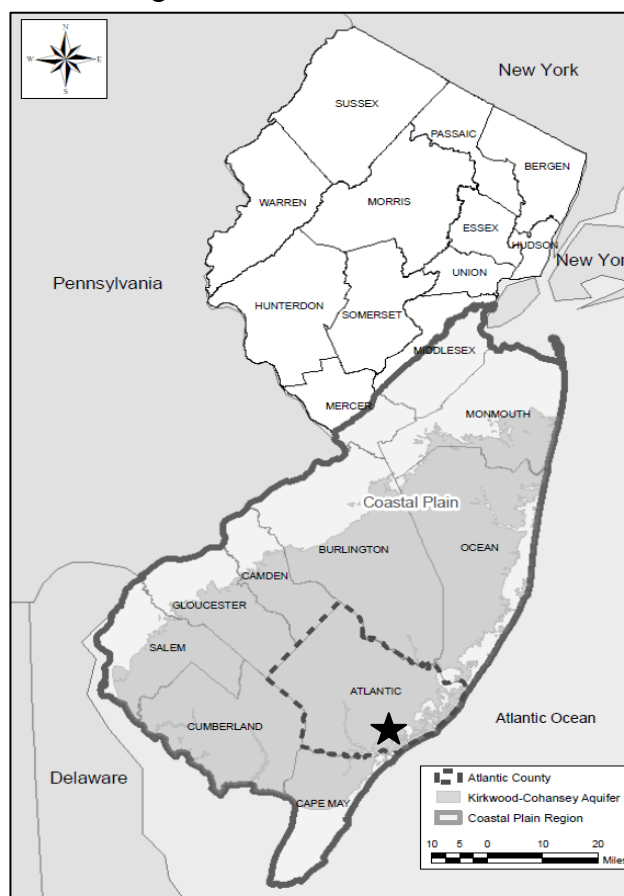 N
W E
S
New York
SUSSEX
PASSAIC
BERGEN
WARREN
MORRIS
ESSEX
HUDSON
New York
Pennsylvania
UNION
HUNTERDON
SOMERSET
MIDDLESEX
MERCER
MONMOUTH
Coastal Plain
BURLINGTON
OCEAN
CAMDEN
GLOUCESTER
SALEM
ATLANTIC
CUMBERLAND
Atlantic Ocean
Delaware
CAPE MAY
Atlantic County
Kirkwood-Cohansey Aquifer
Coastal Plain Region
10 5 0 10 20
Miles